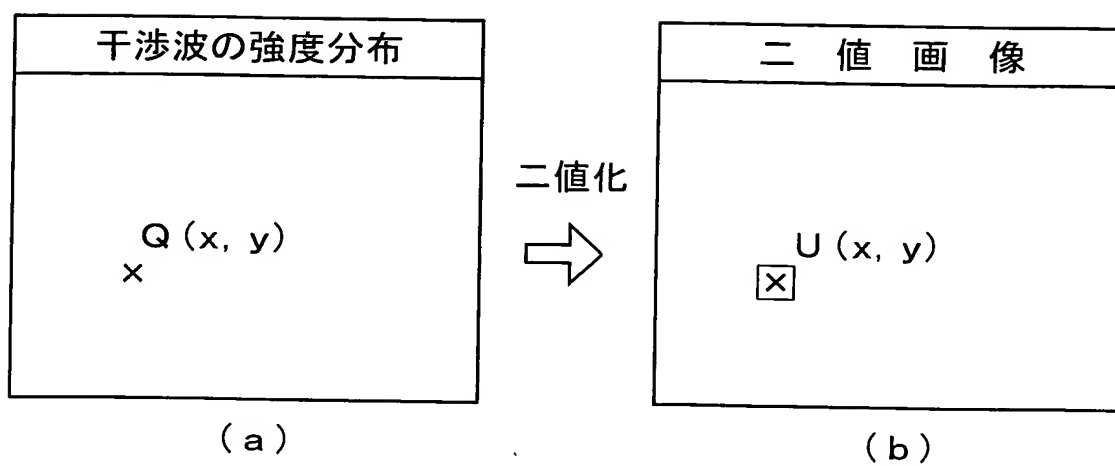 干渉波の強度分布
Q (x, y)
×
(a)
二値化
二値画像
U (x, y)
×
(b)